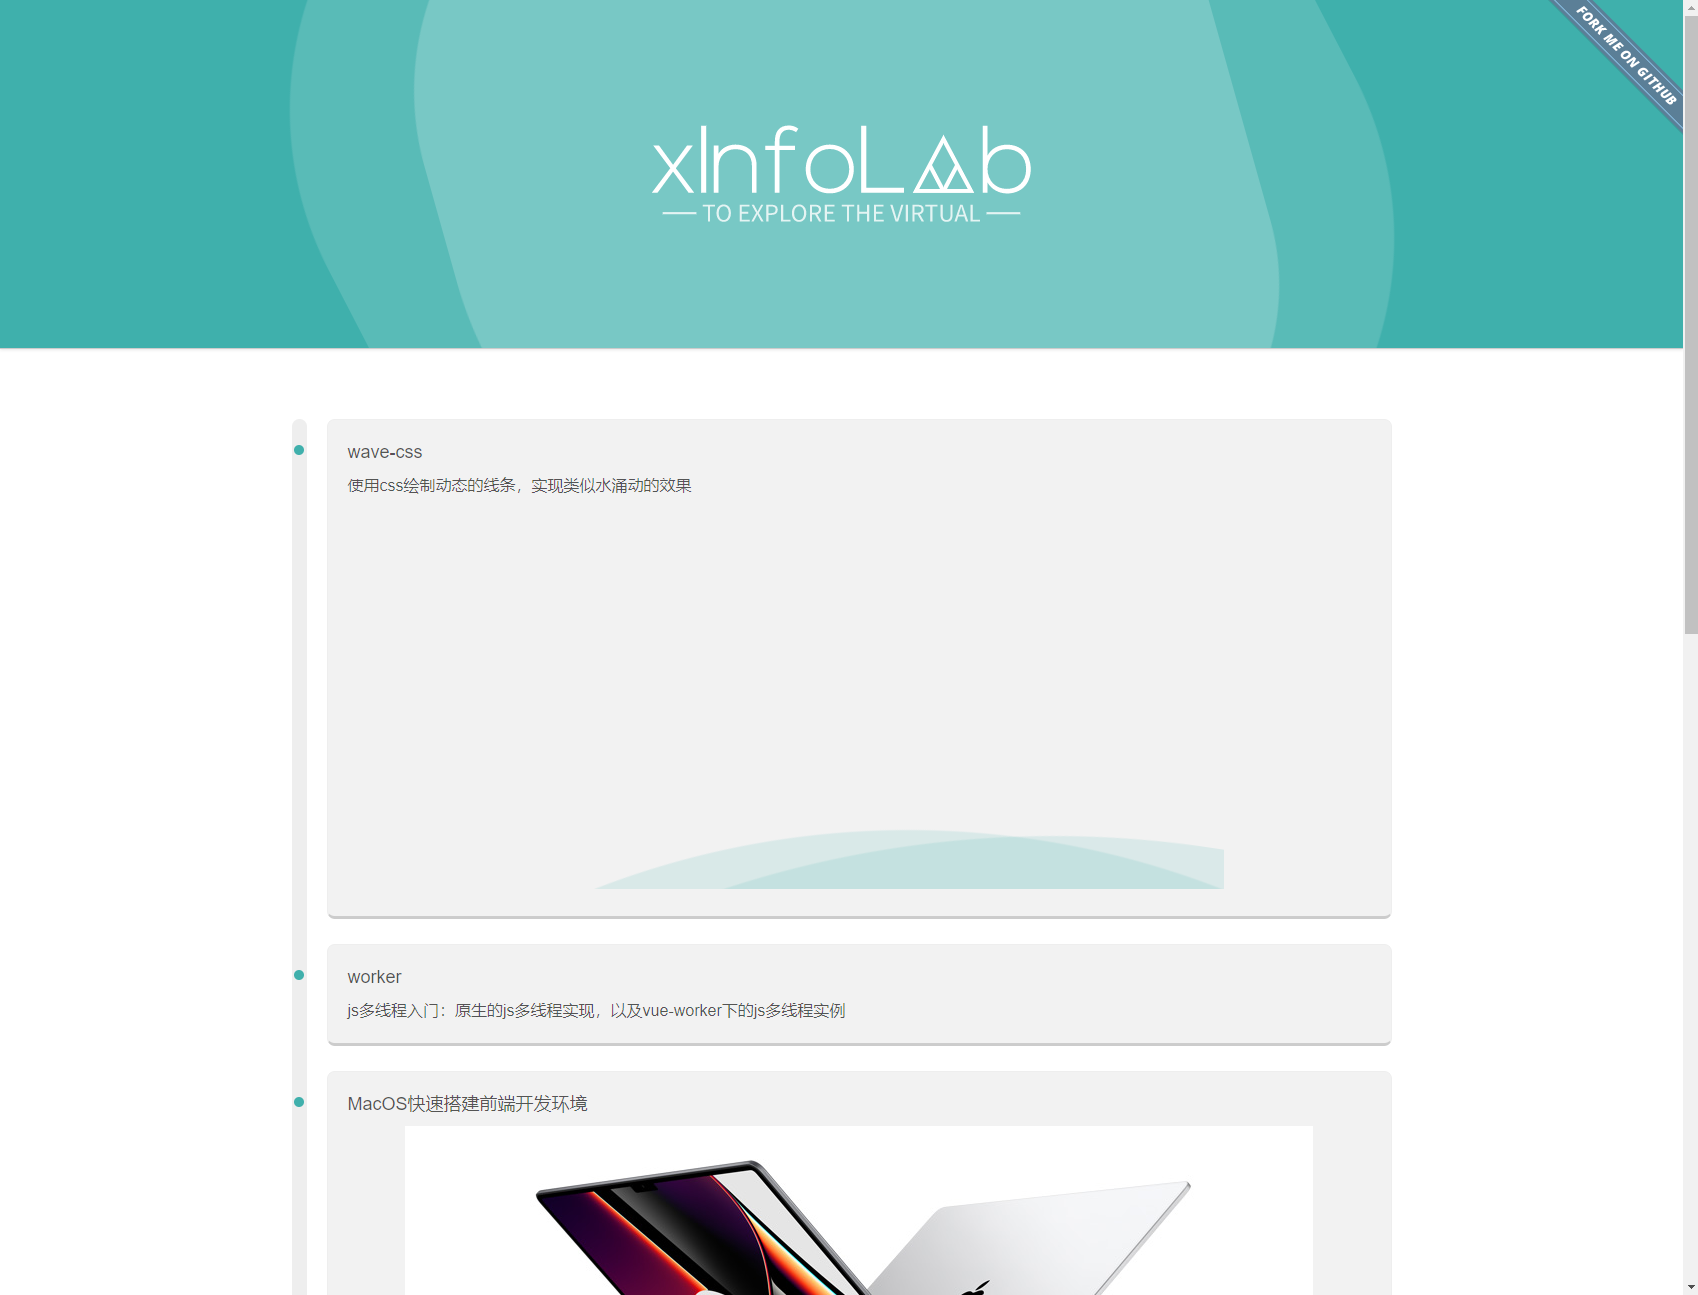 FORK ME ON GITHUB
xInfoLab
TO EXPLORE THE VIRTUAL
wave-css
使用css绘制动态的线条，实现类似水涌动的效果
worker
js多线程入门：原生的js多线程实现，以及vue-worker下的js多线程实例
MacOS快速搭建前端开发环境